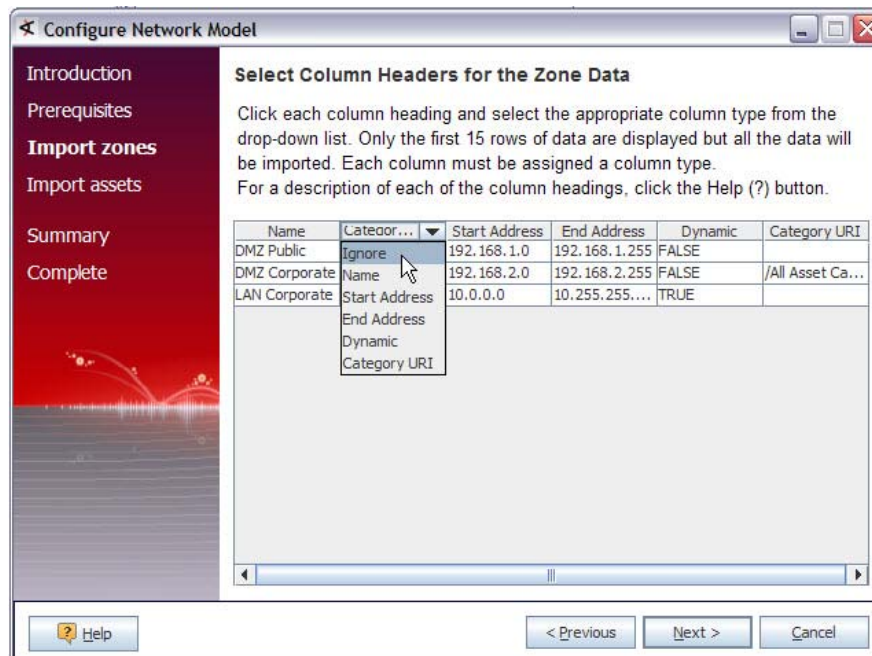 Configure Network Model
Introduction
Prerequisites
Import zones
Import assets
Summary
Complete
Select Column Headers for the Zone Data
Click each column heading and select the appropriate column type from the
drop-down list. Only the first 15 rows of data are displayed but all the data will
be imported. Each column must be assigned a column type.
For a description of each of the column headings, click the Help (?) button.
Name Categor... Start Address End Address Dynamic Category URI
DMZ Public 192.168.1.0 192.168.1.255 FALSE
DMZ Corporate 192.168.2.0 192.168.2.255 FALSE /All Asset Ca...
LAN Corporate 10.0.0.0 10.255.255.... TRUE
Ignore
Name
Start Address
End Address
Dynamic
Category URI
? Help
< Previous
Next >
Cancel